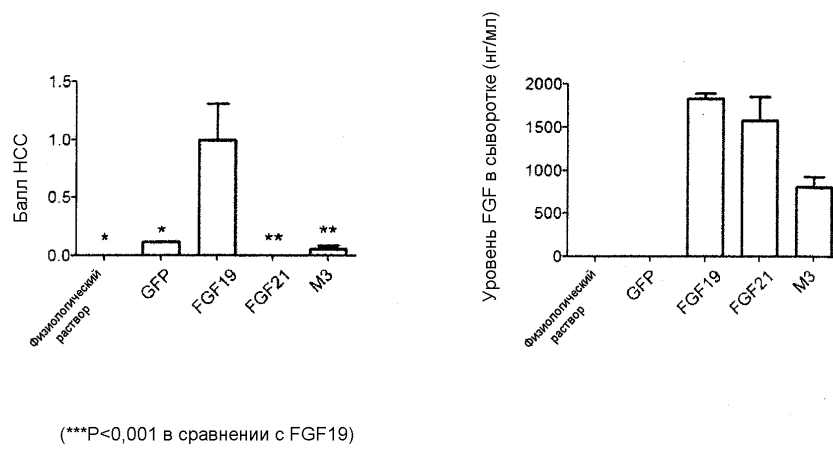 Балл HCC
1.5
1.0
0.5
0.0
*
*
**
**
Физиологический
раствор
GFP
FGF19
FGF21
M3
Уровень FGF в сыворотке (нг/мл)
2000
1500
1000
500
0
Физиологический
раствор
GFP
FGF19
FGF21
M3
(***P<0,001 в сравнении с FGF19)